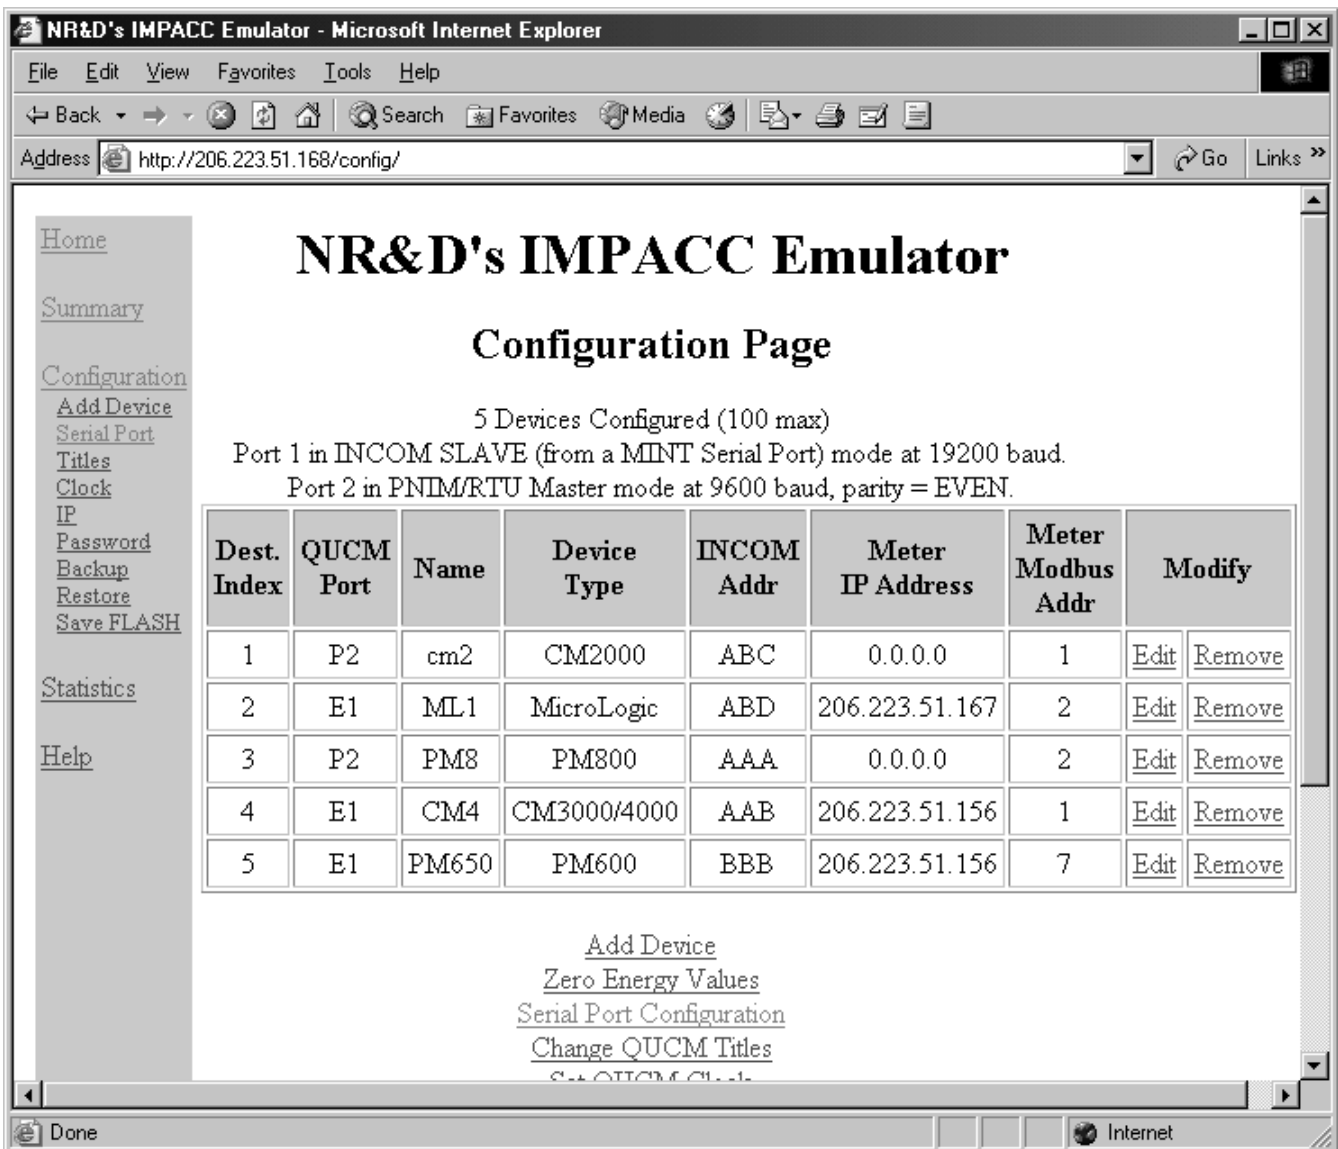 NR&D's IMPACC Emulator - Microsoft Internet Explorer
File Edit View Favorites Tools Help
Back Search Favorites Media
Address http://206.223.51.168/config/ Go Links »
Home
Summary
Configuration
Add Device
Serial Port
Titles
Clock
IP
Password
Backup
Restore
Save FLASH
Statistics
Help
NR&D's IMPACC Emulator
Configuration Page
5 Devices Configured (100 max)
Port 1 in INCOM SLAVE (from a MINT Serial Port) mode at 19200 baud.
Port 2 in PNIM/RTU Master mode at 9600 baud, parity = EVEN.
Dest. Index QUCM Port Name Device Type INCOM Addr Meter IP Address Meter Modbus Addr Modify
1 P2 cm2 CM2000 ABC 0.0.0.0 1 Edit Remove
2 E1 ML1 MicroLogic ABD 206.223.51.167 2 Edit Remove
3 P2 PM8 PM800 AAA 0.0.0.0 2 Edit Remove
4 E1 CM4 CM3000/4000 AAB 206.223.51.156 1 Edit Remove
5 E1 PM650 PM600 BBB 206.223.51.156 7 Edit Remove
Add Device
Zero Energy Values
Serial Port Configuration
Change QUCM Titles
Set QUCM Clock
Done Internet